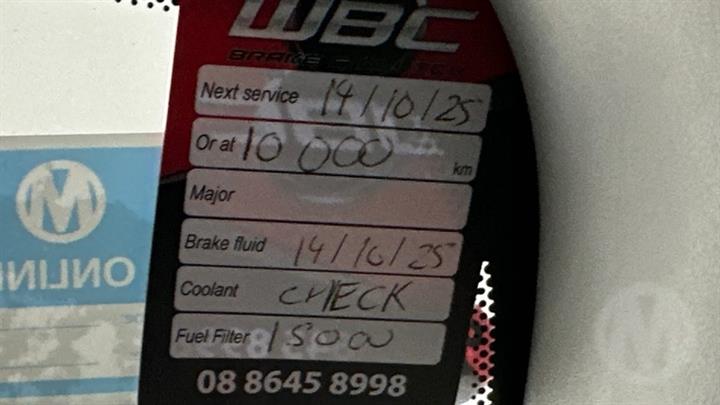 WBC
Next service 14/10/25
Or at 10 000 km
Major
Brake fluid 14/10/25
Coolant CHECK
Fuel Filter 15000
08 8645 8998
ONLIN